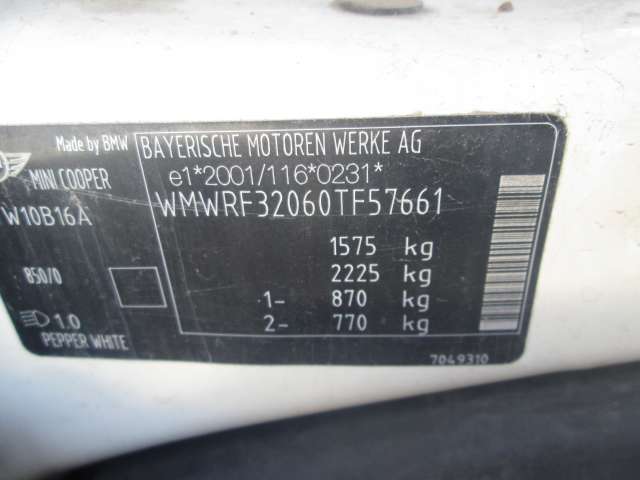 Made by BMW
MINI COOPER
W10B16A
850/0
1.0
PEPPER WHITE
BAYERISCHE MOTOREN WERKE AG
e1*2001/116*0231*
WMWRF32060TF57661
1575 kg
2225 kg
1- 870 kg
2- 770 kg
7049310